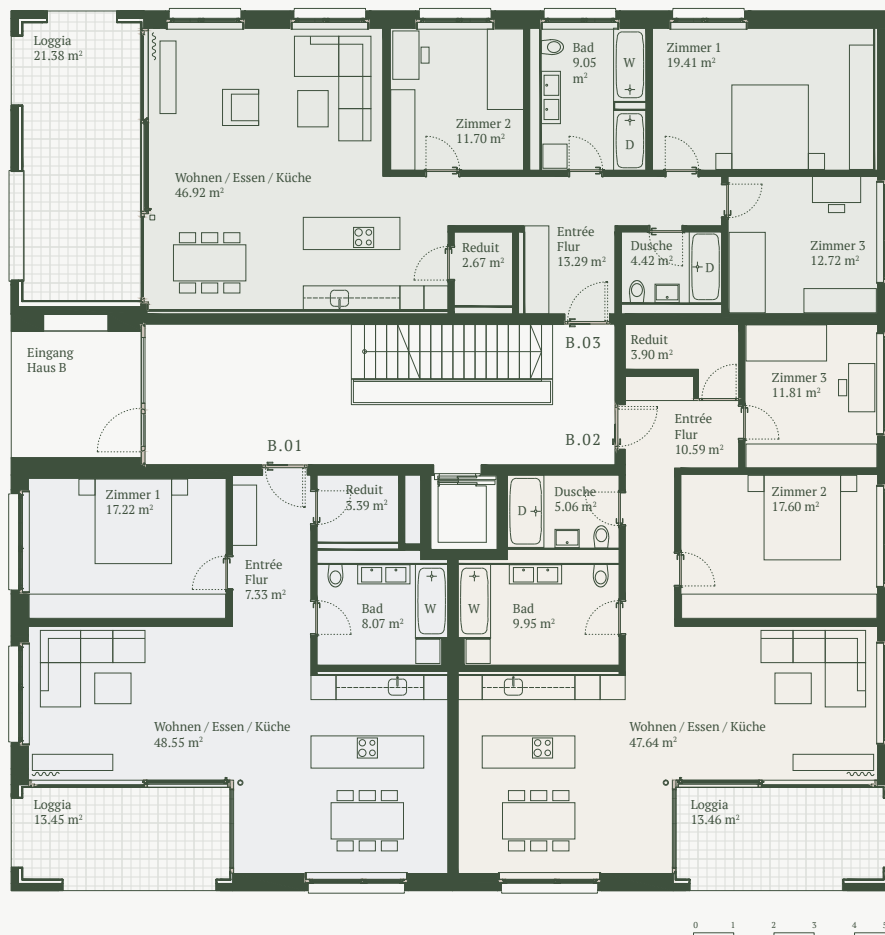 Loggia
21.38 m²
Bad
9.05
m²
W
D
Zimmer 1
19.41 m²
Zimmer 2
11.70 m²
Wohnen / Essen / Küche
46.92 m²
Reduit
2.67 m²
Entrée
Flur
13.29 m²
Dusche
4.42 m²
D
Zimmer 3
12.72 m²
Eingang
Haus B
B.03
Reduit
3.90 m²
Zimmer 3
11.81 m²
B.01
B.02
Entrée
Flur
10.59 m²
Zimmer 1
17.22 m²
Reduit
3.39 m²
D
Dusche
5.06 m²
Zimmer 2
17.60 m²
Entrée
Flur
7.33 m²
Bad
8.07 m²
W
W
Bad
9.95 m²
Wohnen / Essen / Küche
48.55 m²
Wohnen / Essen / Küche
47.64 m²
Loggia
13.45 m²
Loggia
13.46 m²
0 1 2 3 4